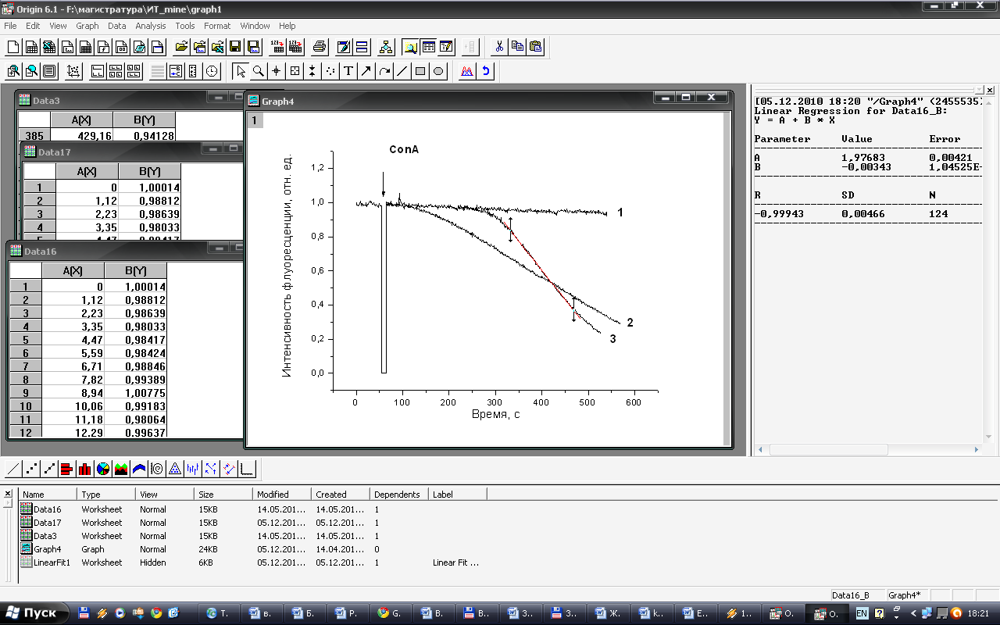 Origin 6.1 - F:\магистратура\ИТ_mine\graph1
File Edit View Graph Data Analysis Tools Format Window Help
Data3
A(X) B(Y)
385 429,16 0,94128
Data17
A(X) B(Y)
1 0 1,00014
2 1,12 0,98812
3 2,23 0,98639
4 3,35 0,98033
Data16
A(X) B(Y)
1 0 1,00014
2 1,12 0,98812
3 2,23 0,98639
4 3,35 0,98033
5 4,47 0,98417
6 5,59 0,98424
7 6,71 0,98846
8 7,82 0,99389
9 8,94 1,00775
10 10,06 0,99183
11 11,18 0,98064
12 12.29 0.99637
Graph4
1
ConA
Интенсивность флуоресценции, отн. ед.
1,2
1,0
0,8
0,6
0,4
0,2
0,0
1
2
3
0 100 200 300 400 500 600
Время, с
[05.12.2010 18:20 "/Graph4" (2455535)
Linear Regression for Data16_B:
Y = A + B * X
Parameter Value Error
A 1,97683 0,00421
B -0,00343 1,04525E-
R SD N
-0,99943 0,00466 124
Name Type View Size Modified Created Dependents Label
Data16 Worksheet Normal 15KB 14.05.201... 14.05.201... 1
Data17 Worksheet Normal 15KB 05.12.201... 05.12.201... 1
Data3 Worksheet Normal 15KB 14.05.201... 14.05.201... 1
Graph4 Graph Normal 24KB 05.12.201... 14.04.201... 0
LinearFit1 Worksheet Hidden 6KB 05.12.201... 05.12.201... 1 Linear Fit ...
Data16_B Graph4*
Пуск T. в. Б. Р. G. В. В.. З.. З.. Ж. k.. Е.. 1.. О. О. EN 18:21